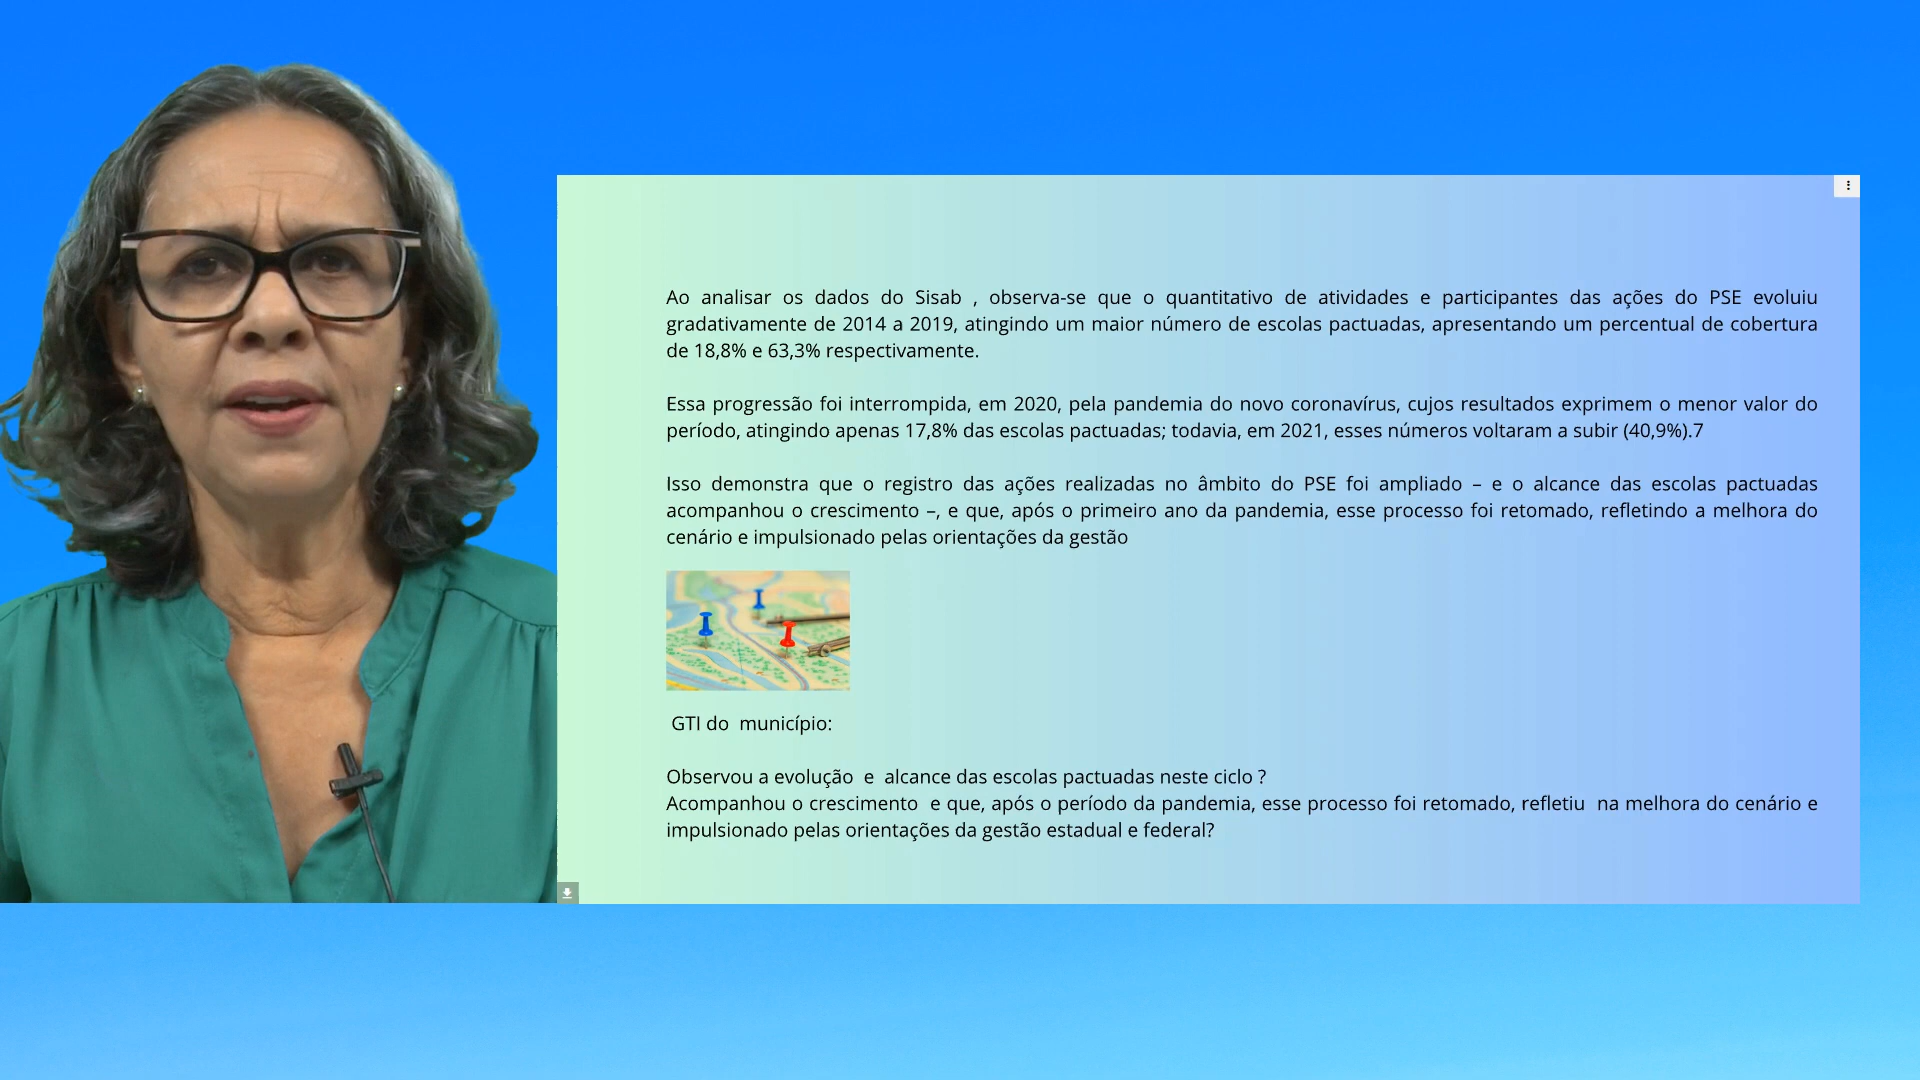 Ao analisar os dados do Sisab , observa-se que o quantitativo de atividades e participantes das ações do PSE evoluiu
gradativamente de 2014 a 2019, atingindo um maior número de escolas pactuadas, apresentando um percentual de cobertura
de 18,8% e 63,3% respectivamente.
Essa progressão foi interrompida, em 2020, pela pandemia do novo coronavírus, cujos resultados exprimem o menor valor do
período, atingindo apenas 17,8% das escolas pactuadas; todavia, em 2021, esses números voltaram a subir (40,9%).7
Isso demonstra que o registro das ações realizadas no âmbito do PSE foi ampliado – e o alcance das escolas pactuadas
acompanhou o crescimento –, e que, após o primeiro ano da pandemia, esse processo foi retomado, refletindo a melhora do
cenário e impulsionado pelas orientações da gestão
GTI do município:
Observou a evolução e alcance das escolas pactuadas neste ciclo ?
Acompanhou o crescimento e que, após o período da pandemia, esse processo foi retomado, refletiu na melhora do cenário e
impulsionado pelas orientações da gestão estadual e federal?